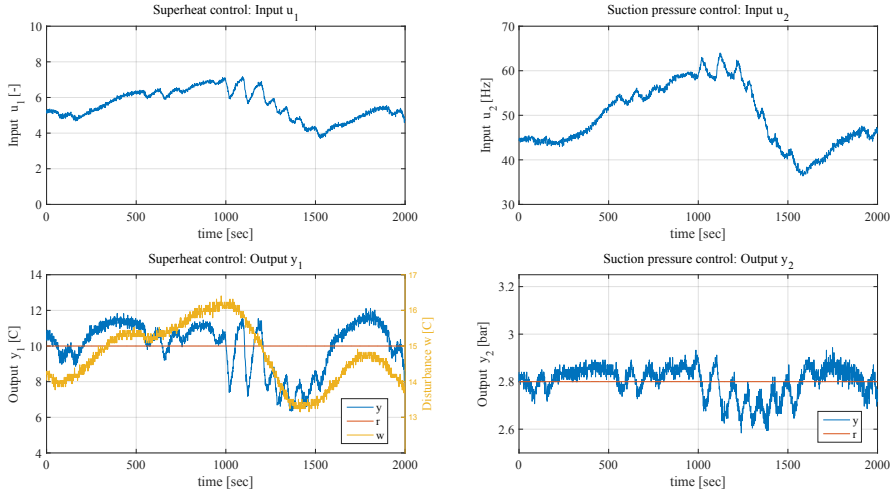 Superheat control: Input u1
10
8
6
4
2
0
Input u1 [-]
0 500 1000 1500 2000
time [sec]
Suction pressure control: Input u2
70
60
50
40
30
Input u2 [Hz]
0 500 1000 1500 2000
time [sec]
Superheat control: Output y1
14
12
10
8
6
4
Output y1 [C]
17
16
15
14
13
Disturbance w [C]
y
r
w
0 500 1000 1500 2000
time [sec]
Suction pressure control: Output y2
3.2
3
2.8
2.6
Output y2 [bar]
y
r
0 500 1000 1500 2000
time [sec]